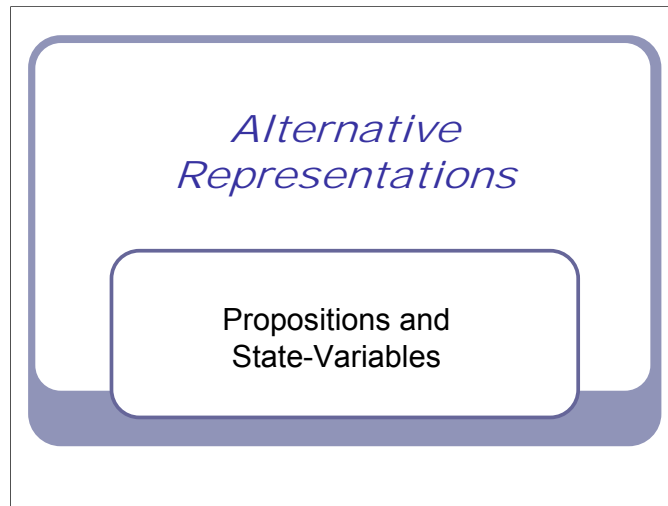 Alternative
Representations
Propositions and
State-Variables